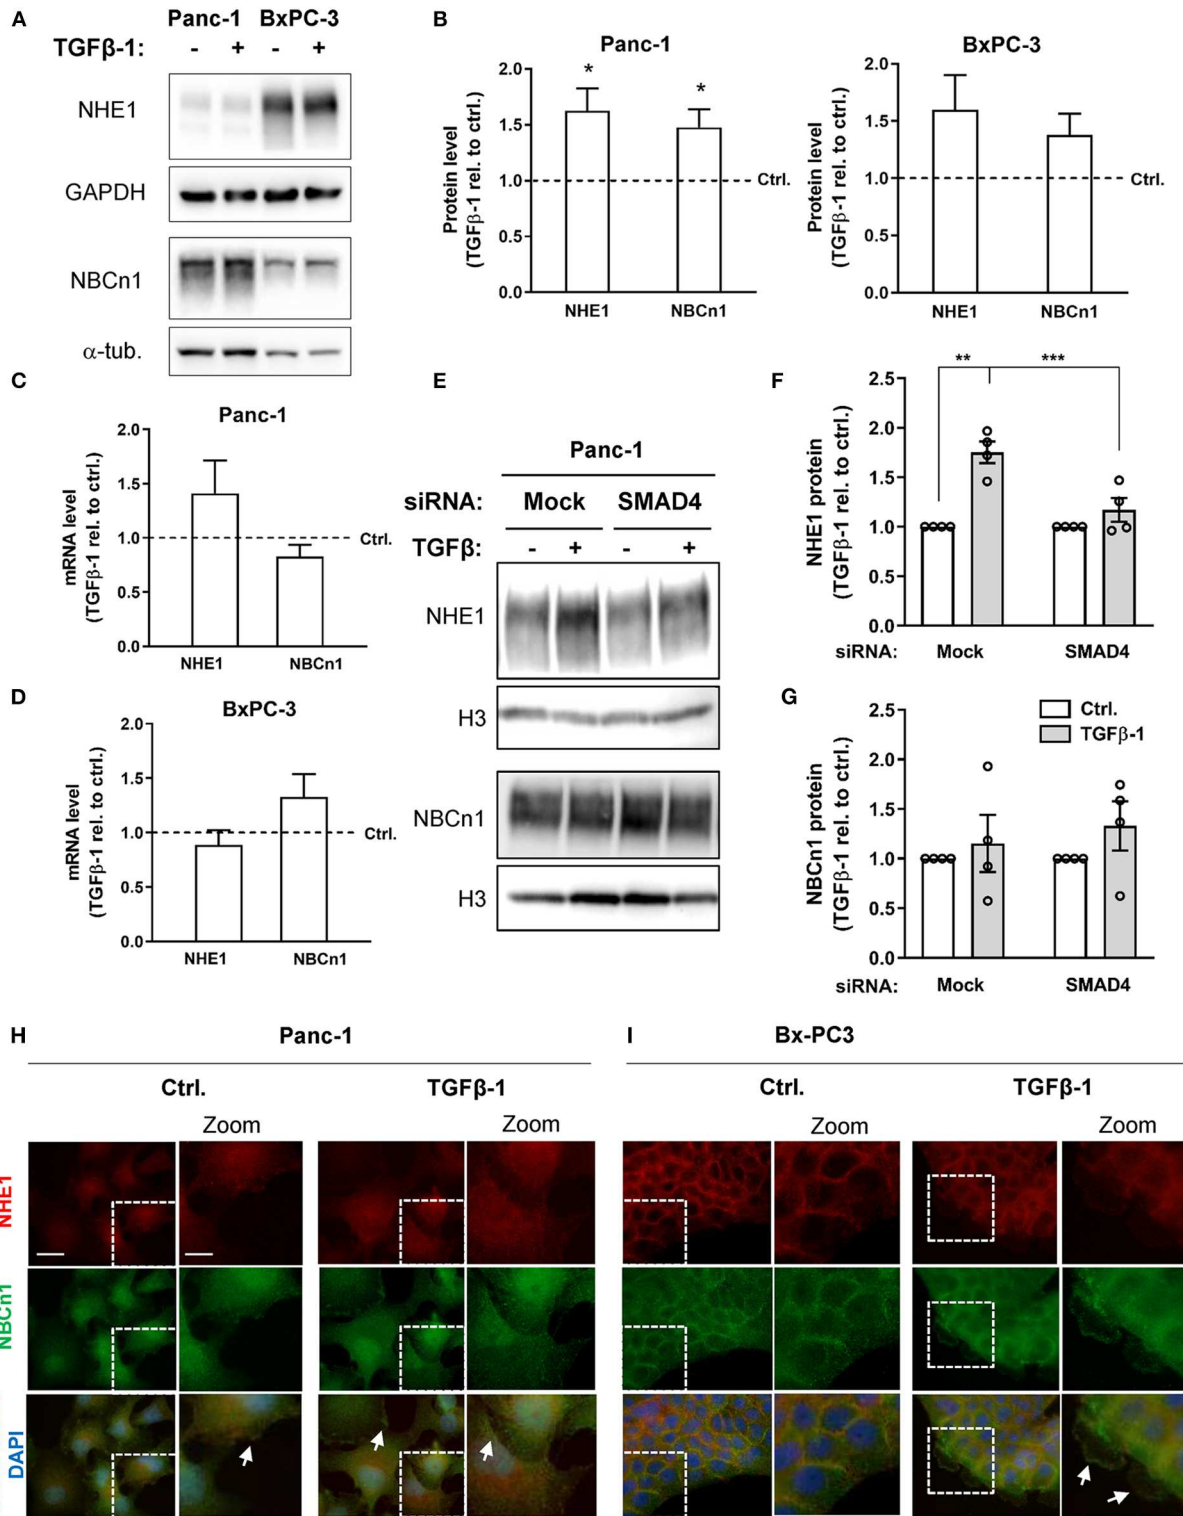 A
Panc-1 BxPC-3
TGFβ-1: - + - +
NHE1
GAPDH
NBCn1
α-tub.
B
Panc-1
Protein level
(TGFβ-1 rel. to ctrl.)
2.0
1.5
1.0
0.5
0.0
* *
Ctrl.
NHE1 NBCn1
BxPC-3
Protein level
(TGFβ-1 rel. to ctrl.)
2.0
1.5
1.0
0.5
0.0
Ctrl.
NHE1 NBCn1
C
Panc-1
mRNA level
(TGFβ-1 rel. to ctrl.)
2.0
1.5
1.0
0.5
0.0
Ctrl.
NHE1 NBCn1
D
BxPC-3
mRNA level
(TGFβ-1 rel. to ctrl.)
2.0
1.5
1.0
0.5
0.0
Ctrl.
NHE1 NBCn1
E
Panc-1
siRNA: Mock SMAD4
TGFβ: - + - +
NHE1
H3
NBCn1
H3
F
NHE1 protein
(TGFβ-1 rel. to ctrl.)
2.5
2.0
1.5
1.0
0.5
0.0
** ***
siRNA: Mock SMAD4
G
NBCn1 protein
(TGFβ-1 rel. to ctrl.)
2.5
2.0
1.5
1.0
0.5
0.0
Ctrl.
TGFβ-1
siRNA: Mock SMAD4
H
Panc-1
Ctrl. TGFβ-1
Zoom Zoom
NHE1
NBCn1
DAPI
I
Bx-PC3
Ctrl. TGFβ-1
Zoom Zoom